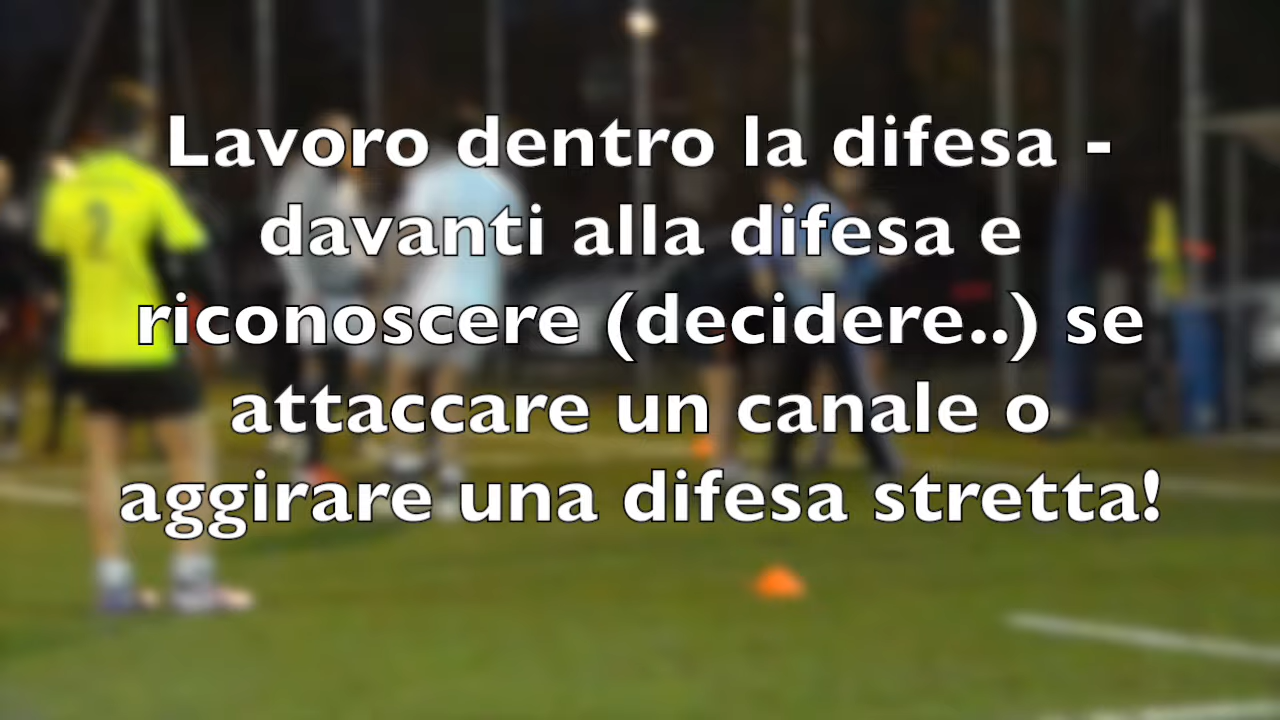 Lavoro dentro la difesa -
davanti alla difesa e
riconoscere (decidere..) se
attaccare un canale o
aggirare una difesa stretta!